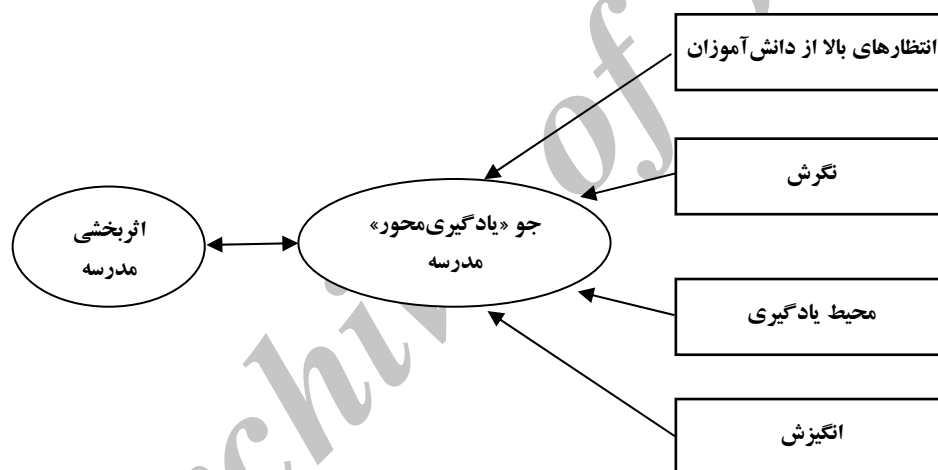 انتظارهای بالا از دانش‌آموزان
نگرش
جو «یادگیری‌محور»
مدرسه
اثربخشی
مدرسه
محیط یادگیری
انگیزش